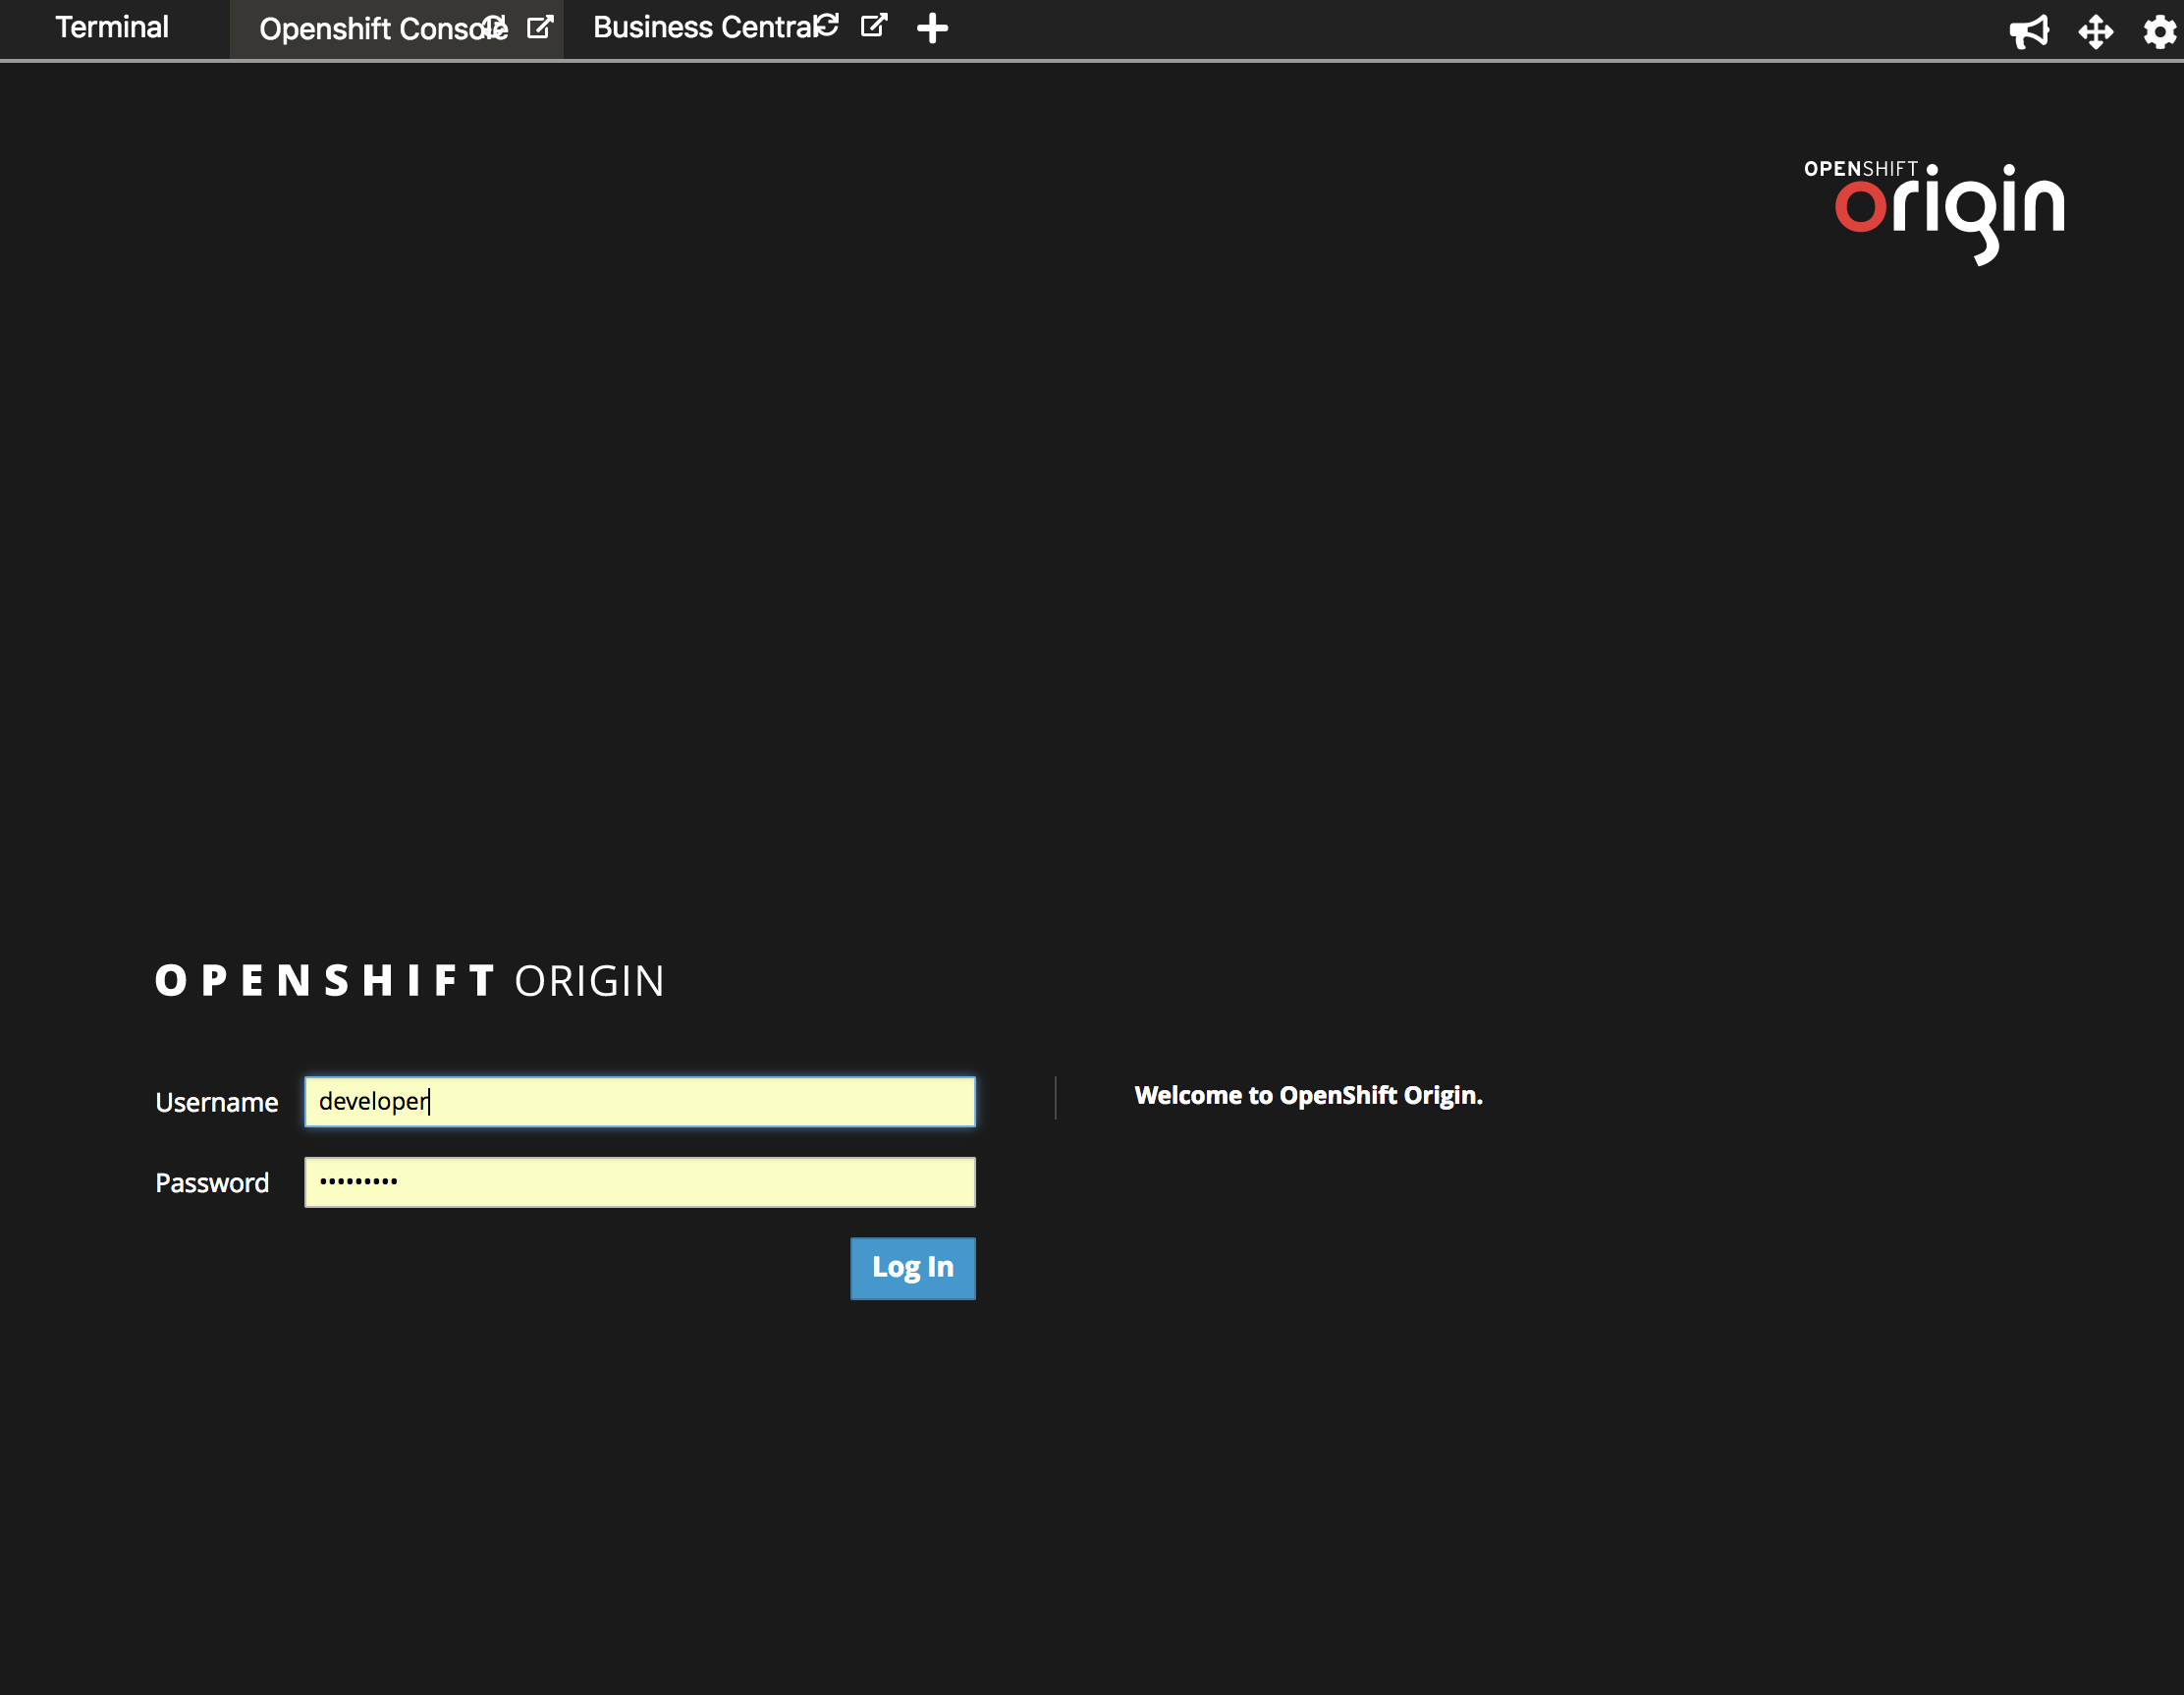 Terminal
Openshift Console
Business Central
OPENSHIFT
origin
OPENSHIFT ORIGIN
Username
developer
Welcome to OpenShift Origin.
Password
•••••••••
Log In